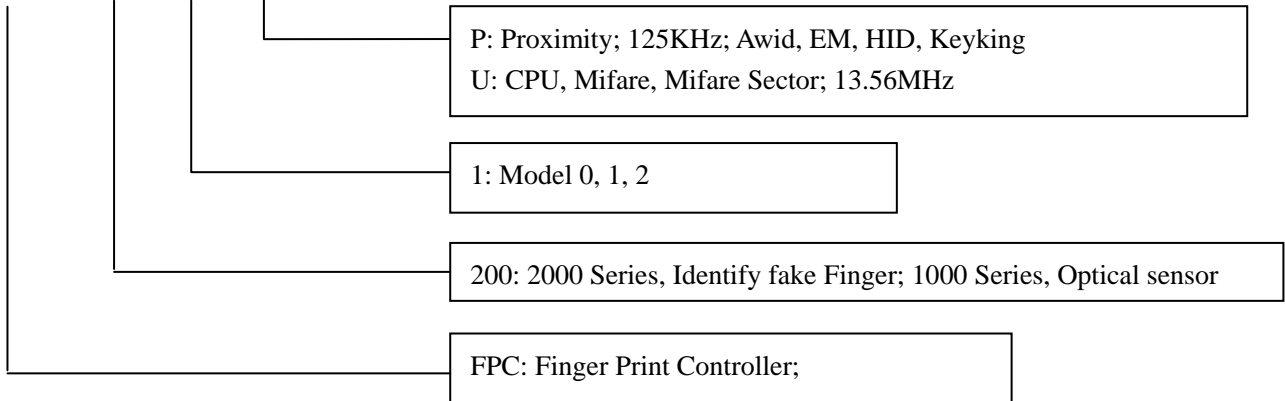 P: Proximity; 125KHz; Awid, EM, HID, Keyking
U: CPU, Mifare, Mifare Sector; 13.56MHz
1: Model 0, 1, 2
200: 2000 Series, Identify fake Finger; 1000 Series, Optical sensor
FPC: Finger Print Controller;